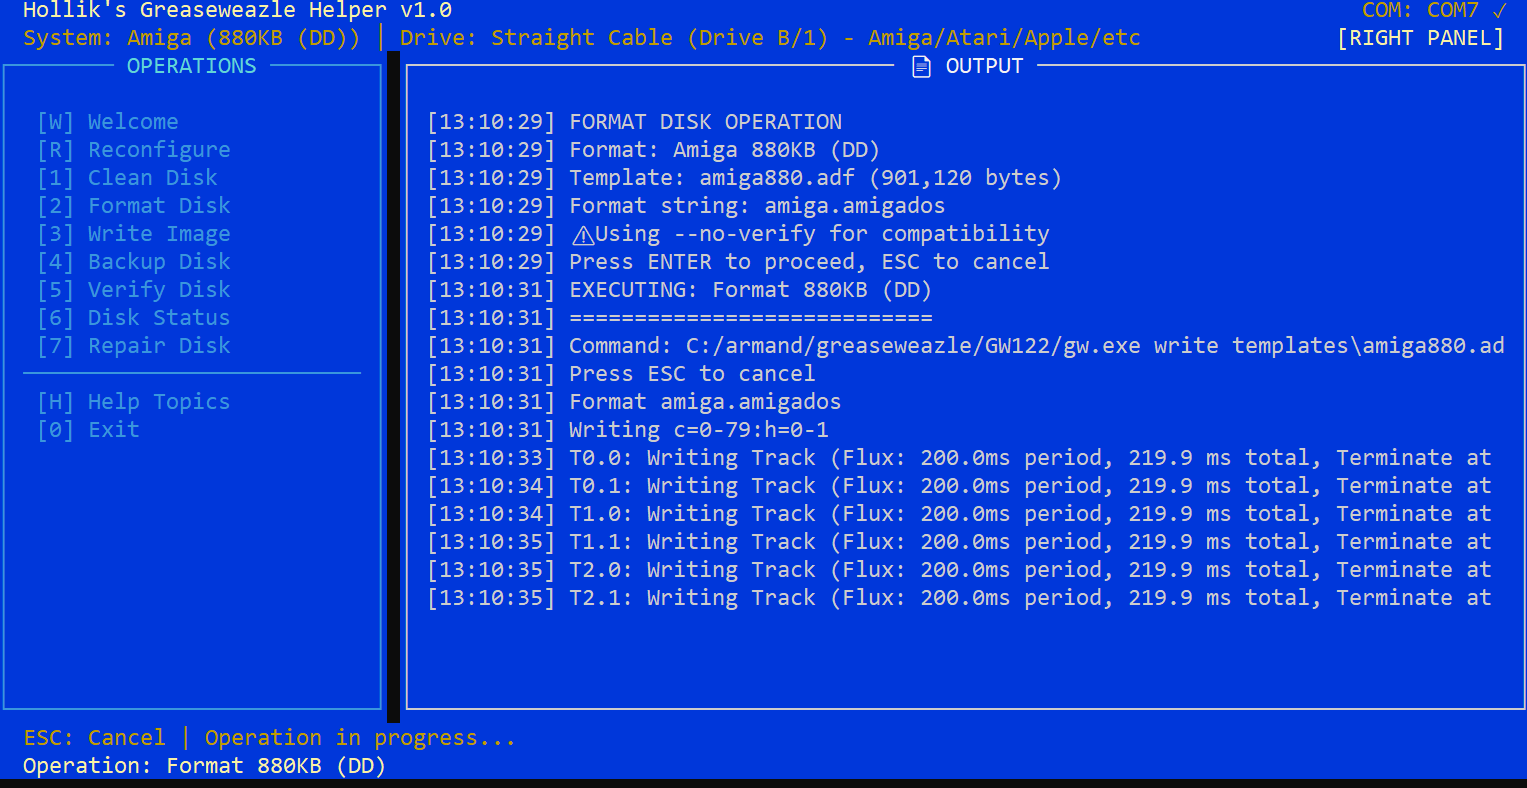 Hollik's Greaseweazle Helper v1.0 COM: COM7 ✓
System: Amiga (880KB (DD)) │ Drive: Straight Cable (Drive B/1) - Amiga/Atari/Apple/etc [RIGHT PANEL]
OPERATIONS
[W] Welcome
[R] Reconfigure
[1] Clean Disk
[2] Format Disk
[3] Write Image
[4] Backup Disk
[5] Verify Disk
[6] Disk Status
[7] Repair Disk
[H] Help Topics
[0] Exit
OUTPUT
[13:10:29] FORMAT DISK OPERATION
[13:10:29] Format: Amiga 880KB (DD)
[13:10:29] Template: amiga880.adf (901,120 bytes)
[13:10:29] Format string: amiga.amigados
[13:10:29] ⚠Using --no-verify for compatibility
[13:10:29] Press ENTER to proceed, ESC to cancel
[13:10:31] EXECUTING: Format 880KB (DD)
[13:10:31] ============================
[13:10:31] Command: C:/armand/greaseweazle/GW122/gw.exe write templates\amiga880.ad
[13:10:31] Press ESC to cancel
[13:10:31] Format amiga.amigados
[13:10:31] Writing c=0-79:h=0-1
[13:10:33] T0.0: Writing Track (Flux: 200.0ms period, 219.9 ms total, Terminate at
[13:10:34] T0.1: Writing Track (Flux: 200.0ms period, 219.9 ms total, Terminate at
[13:10:34] T1.0: Writing Track (Flux: 200.0ms period, 219.9 ms total, Terminate at
[13:10:35] T1.1: Writing Track (Flux: 200.0ms period, 219.9 ms total, Terminate at
[13:10:35] T2.0: Writing Track (Flux: 200.0ms period, 219.9 ms total, Terminate at
[13:10:35] T2.1: Writing Track (Flux: 200.0ms period, 219.9 ms total, Terminate at
ESC: Cancel │ Operation in progress...
Operation: Format 880KB (DD)